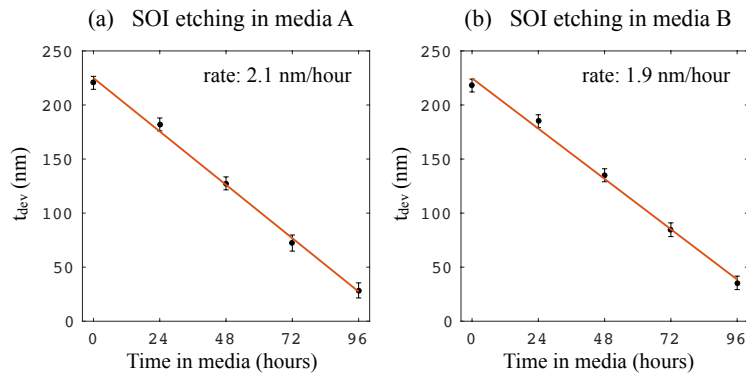 (a) SOI etching in media A
250
200
150
100
50
0
t_dev (nm)
rate: 2.1 nm/hour
0 24 48 72 96
Time in media (hours)
(b) SOI etching in media B
250
200
150
100
50
0
t_dev (nm)
rate: 1.9 nm/hour
0 24 48 72 96
Time in media (hours)